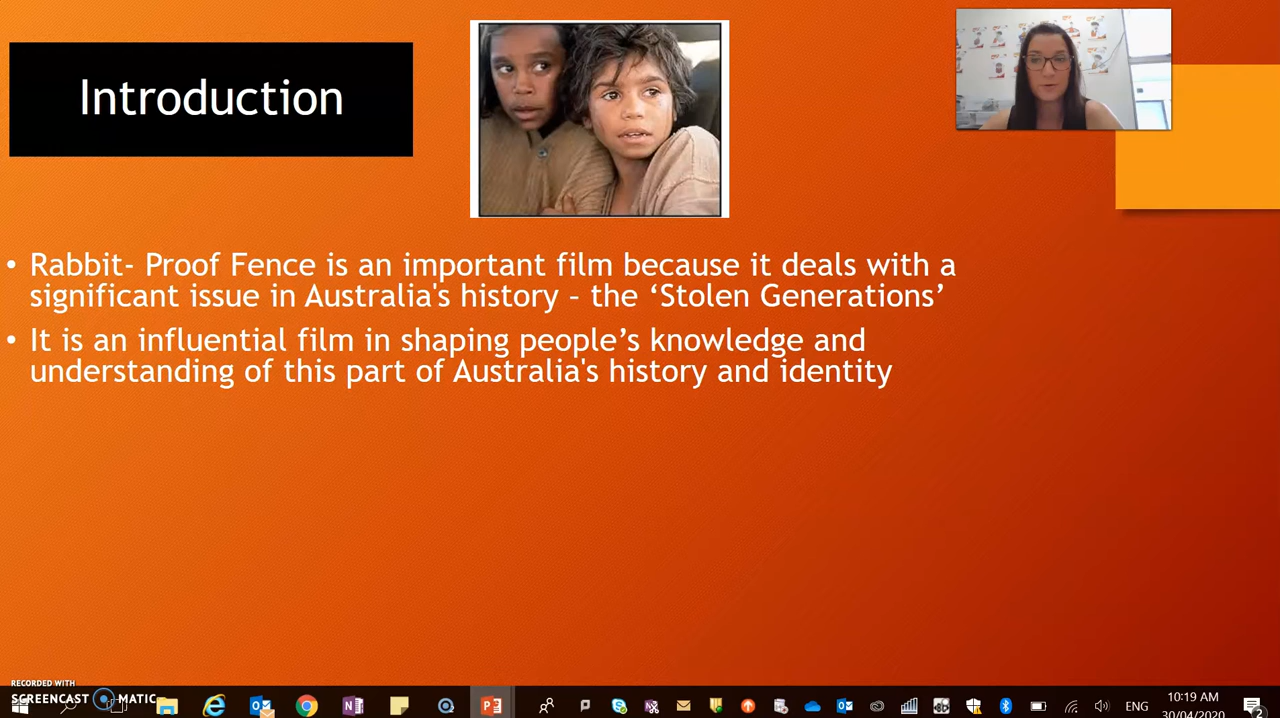 Introduction
• Rabbit- Proof Fence is an important film because it deals with a
significant issue in Australia's history – the ‘Stolen Generations’
• It is an influential film in shaping people’s knowledge and
understanding of this part of Australia's history and identity
RECORDED WITH
SCREENCAST MATIC
ENG
10:19 AM
30/04/2020
2